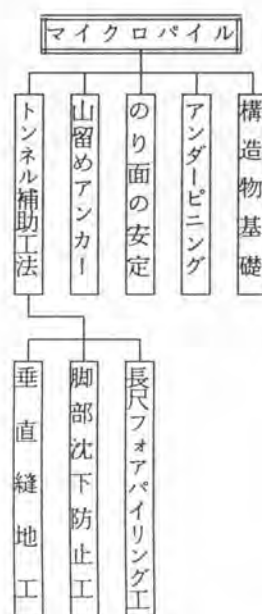 マイクロパイル
構造物基礎
アンダーピニング
のり面の安定
山留めアンカー
トンネル補助工法
長尺フォアパイリング工
脚部沈下防止工
垂直縫地工